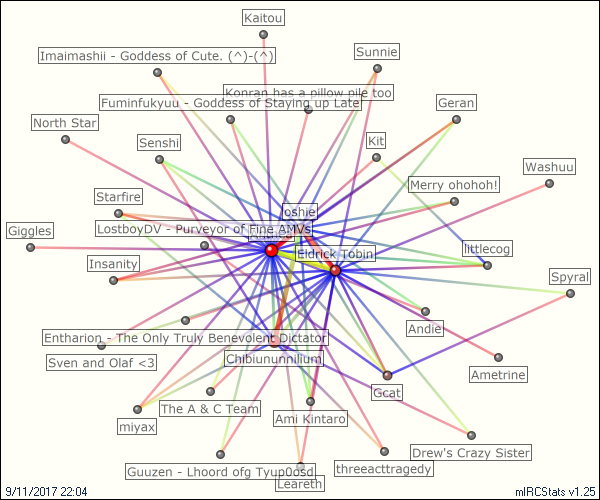 Kaitou
Imaimashii - Goddess of Cute. (^)-(^)
Sunnie
Konran has a pillow pile too
Fuminfukyuu - Goddess of Staying up Late
Geran
North Star
Senshi
Kit
Washuu
Merry ohohoh!
Starfire
oshie
LostboyDV - Purveyor of Fine AMVs
Giggles
Eldrick Tobin
littlecog
Insanity
Spyral
Andie
Entharion - The Only Truly Benevolent Dictator
Sven and Olaf <3
Chibiununnilium
Ametrine
Gcat
The A & C Team
Ami Kintaro
miyax
Drew's Crazy Sister
Guuzen - Lhoord ofg Tyup0osd
threeacttragedy
Leareth
9/11/2017 22:04
mIRCStats v1.25